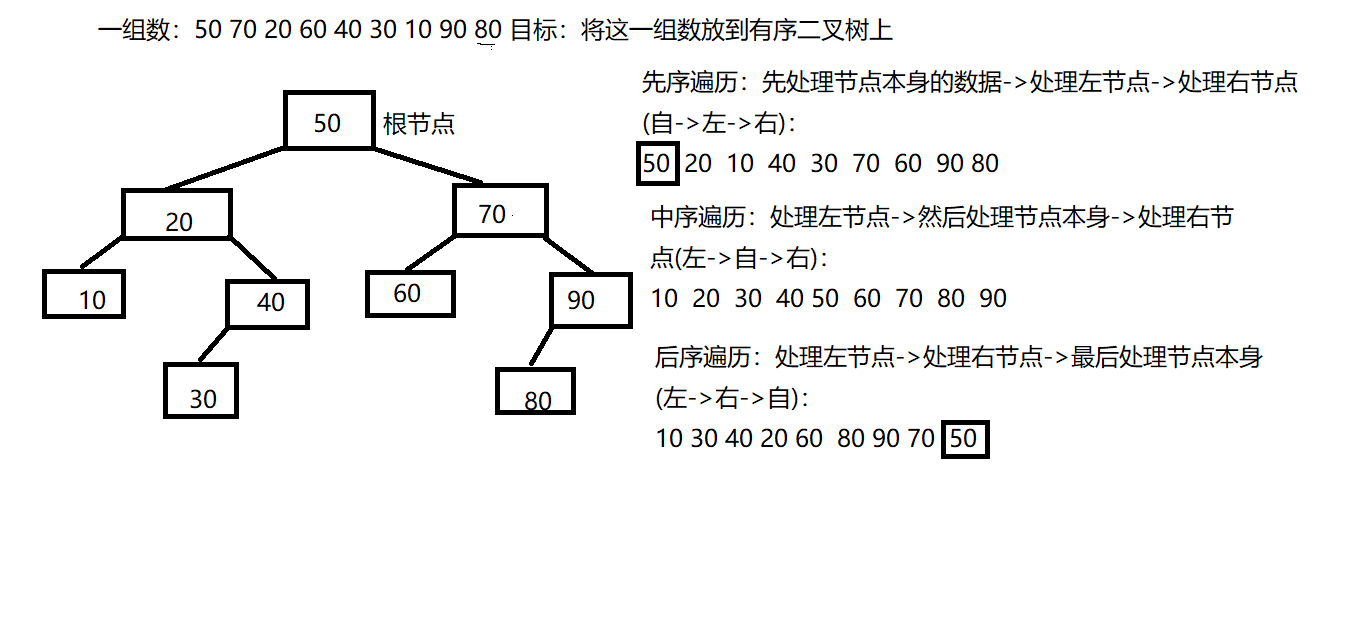 一组数：50 70 20 60 40 30 10 90 80 目标：将这一组数放到有序二叉树上
50 根节点
20
70
10
40
60
90
30
80
先序遍历：先处理节点本身的数据->处理左节点->处理右节点
(自->左->右)：
50 20 10 40 30 70 60 90 80
中序遍历：处理左节点->然后处理节点本身->处理右节
点(左->自->右)：
10 20 30 40 50 60 70 80 90
后序遍历：处理左节点->处理右节点->最后处理节点本身
(左->右->自)：
10 30 40 20 60 80 90 70 50